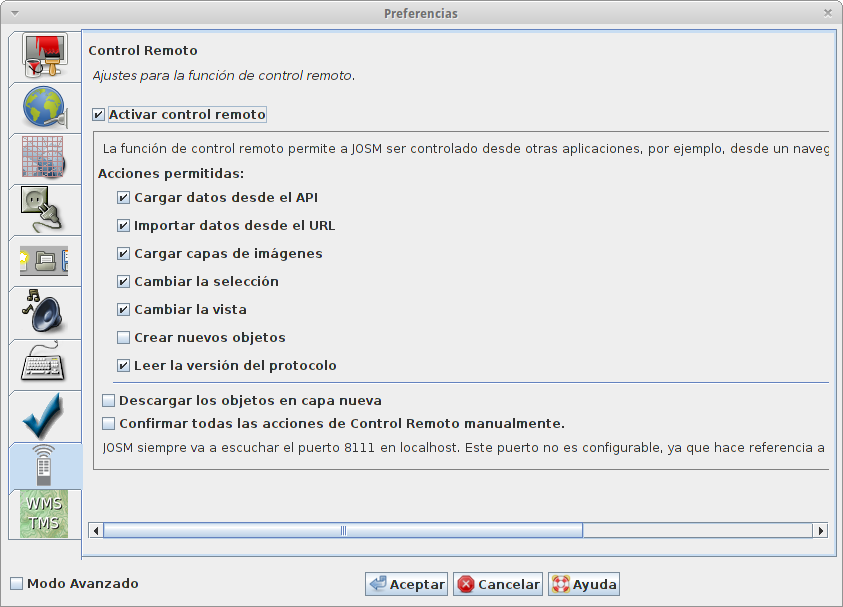 Preferencias
Control Remoto
Ajustes para la función de control remoto.
Activar control remoto
La función de control remoto permite a JOSM ser controlado desde otras aplicaciones, por ejemplo, desde un naveg
Acciones permitidas:
Cargar datos desde el API
Importar datos desde el URL
Cargar capas de imágenes
Cambiar la selección
Cambiar la vista
Crear nuevos objetos
Leer la versión del protocolo
Descargar los objetos en capa nueva
Confirmar todas las acciones de Control Remoto manualmente.
JOSM siempre va a escuchar el puerto 8111 en localhost. Este puerto no es configurable, ya que hace referencia a
WMS
TMS
Modo Avanzado
Aceptar
Cancelar
Ayuda